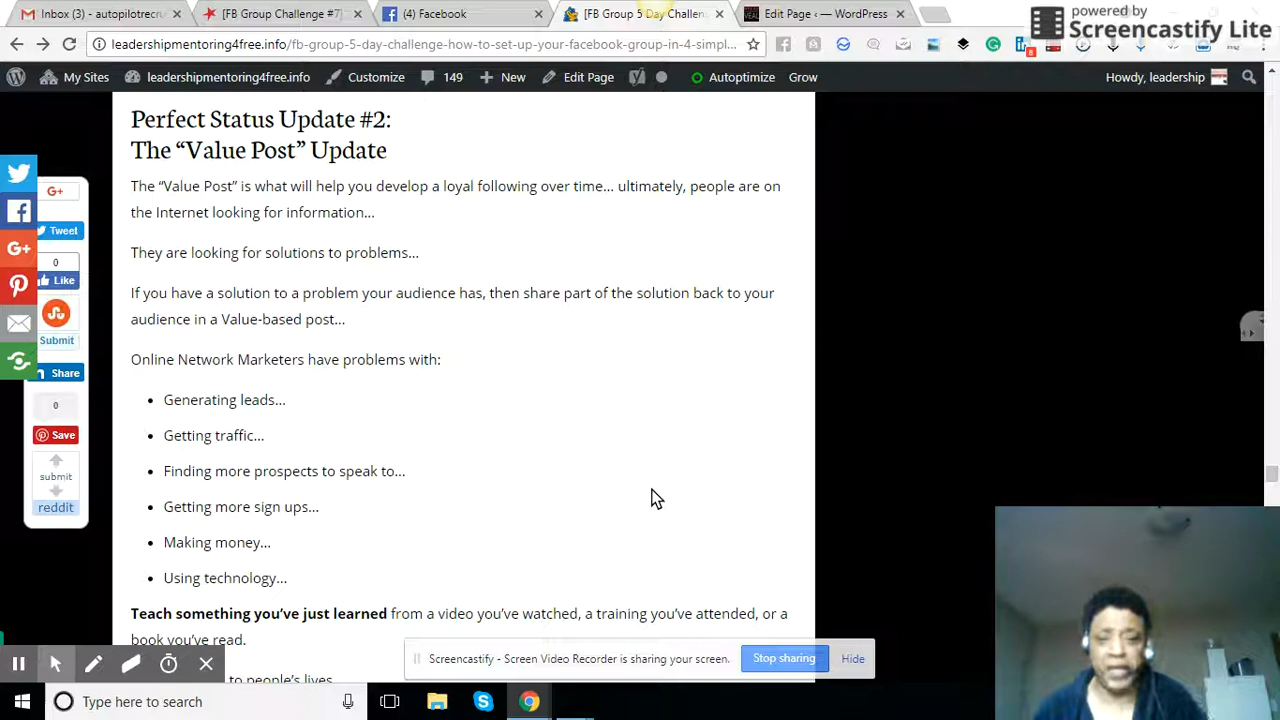 powered by
Screencastify Lite
Inbox (3) - autopilotrecru
[FB Group Challenge #7]
(4) Facebook
[FB Group 5 Day Challen
Edit Page ‹ — WordPress
leadershipmentoring4free.info/fb-group-5-day-challenge-how-to-set-up-your-facebook-group-in-4-simpl...
My Sites
leadershipmentoring4free.info
Customize
149
New
Edit Page
Autoptimize
Grow
Howdy, leadership
Perfect Status Update #2:
The “Value Post” Update
The “Value Post” is what will help you develop a loyal following over time… ultimately, people are on
the Internet looking for information…
They are looking for solutions to problems…
If you have a solution to a problem your audience has, then share part of the solution back to your
audience in a Value-based post…
Online Network Marketers have problems with:
Generating leads…
Getting traffic…
Finding more prospects to speak to…
Getting more sign ups…
Making money…
Using technology…
Teach something you’ve just learned from a video you’ve watched, a training you’ve attended, or a
book you’ve read.
to people’s lives
G+
G+
Tweet
0
Like
Submit
in Share
0
Save
submit
reddit
Screencastify - Screen Video Recorder is sharing your screen.
Stop sharing
Hide
Type here to search